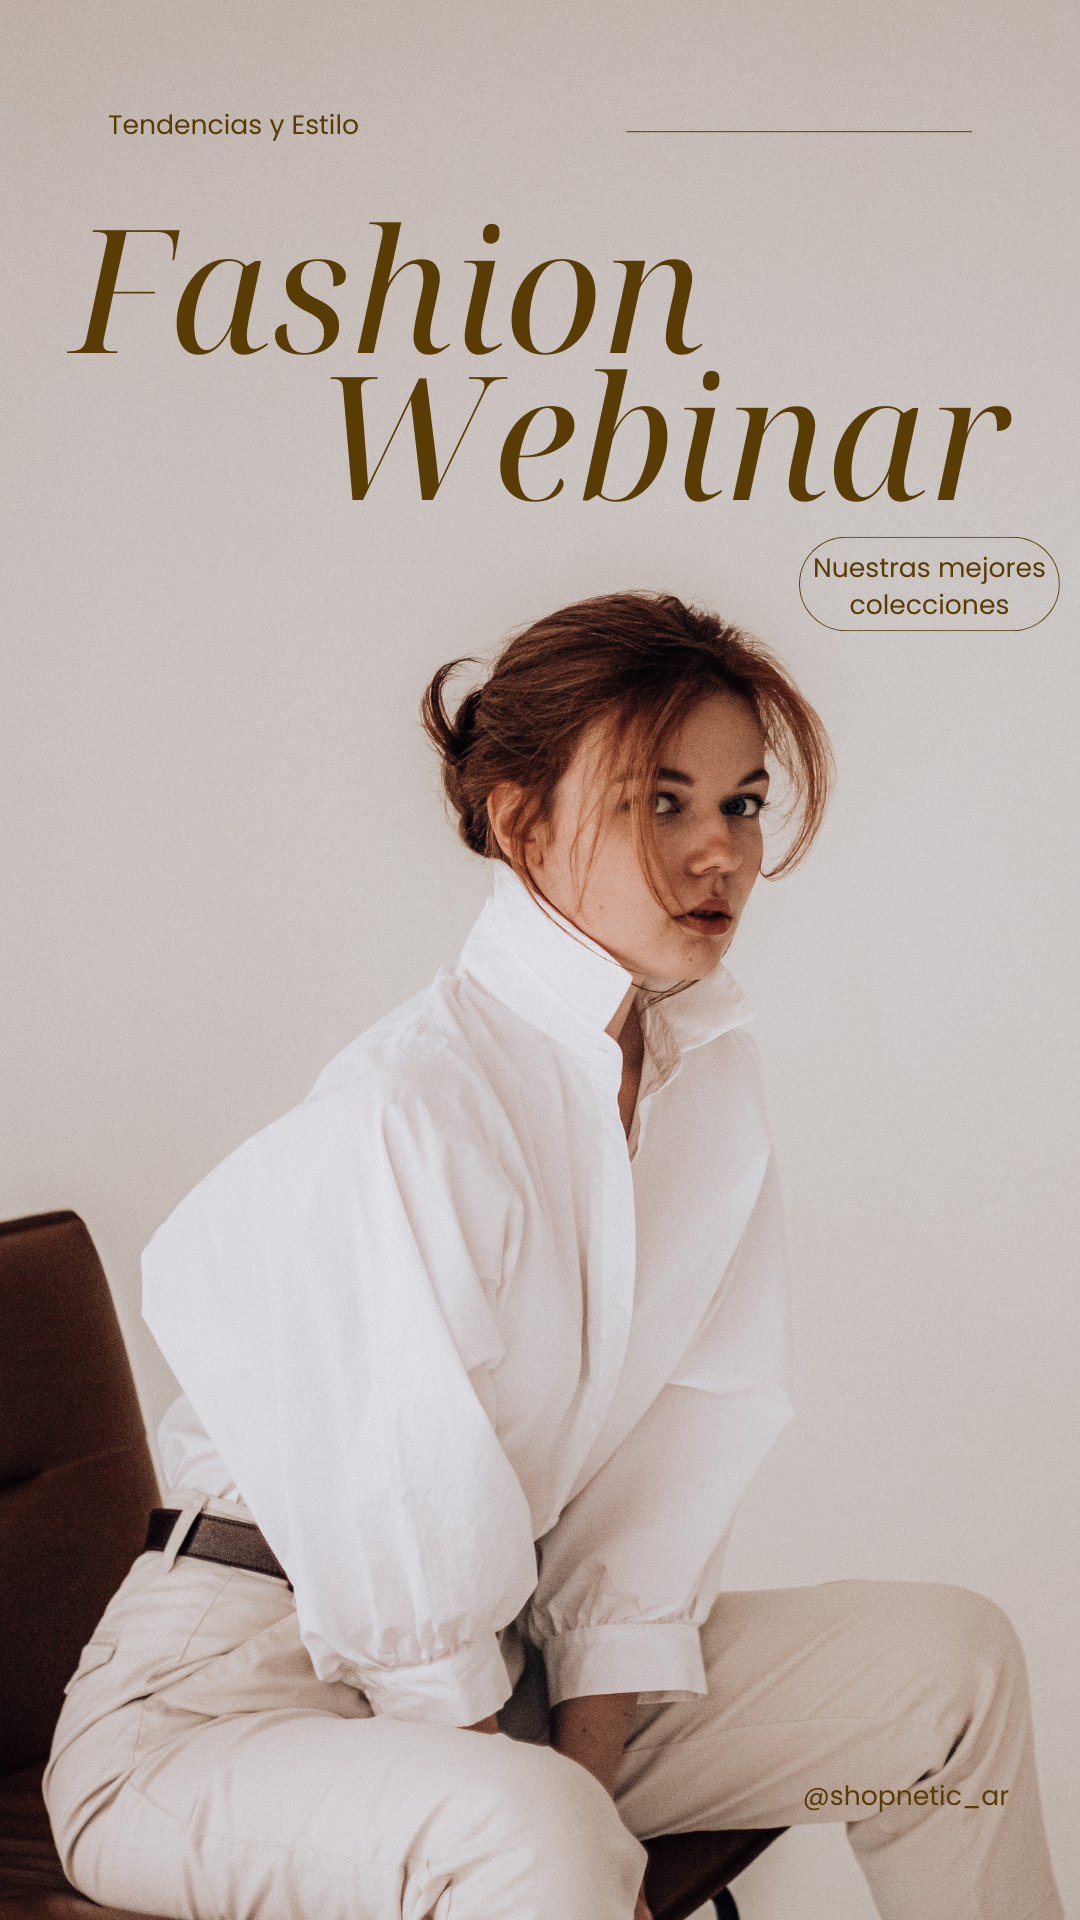 Tendencias y Estilo
Fashion
Webinar
Nuestras mejores
colecciones
@shopnetic_ar